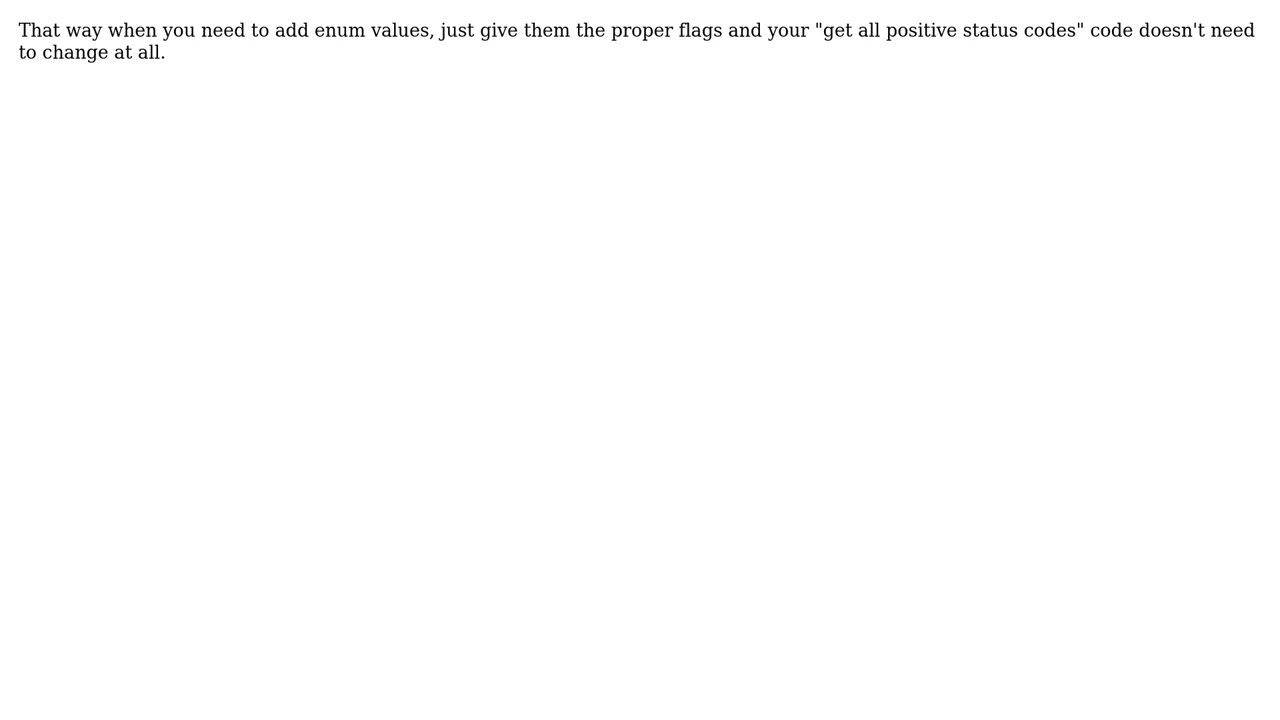 That way when you need to add enum values, just give them the proper flags and your "get all positive status codes" code doesn't need
to change at all.